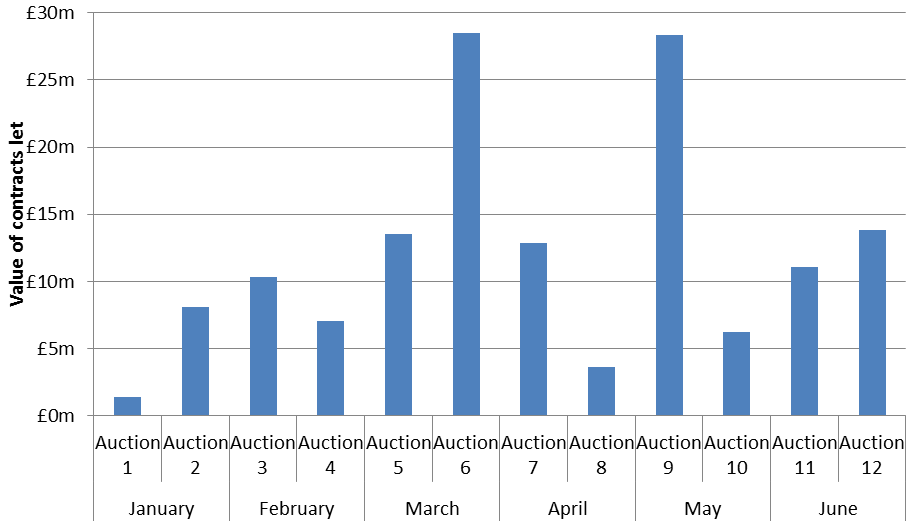 £30m
£25m
£20m
£15m
£10m
£5m
£0m
Value of contracts let
Auction Auction Auction Auction Auction Auction Auction Auction Auction Auction Auction Auction
1 2 3 4 5 6 7 8 9 10 11 12
January February March April May June